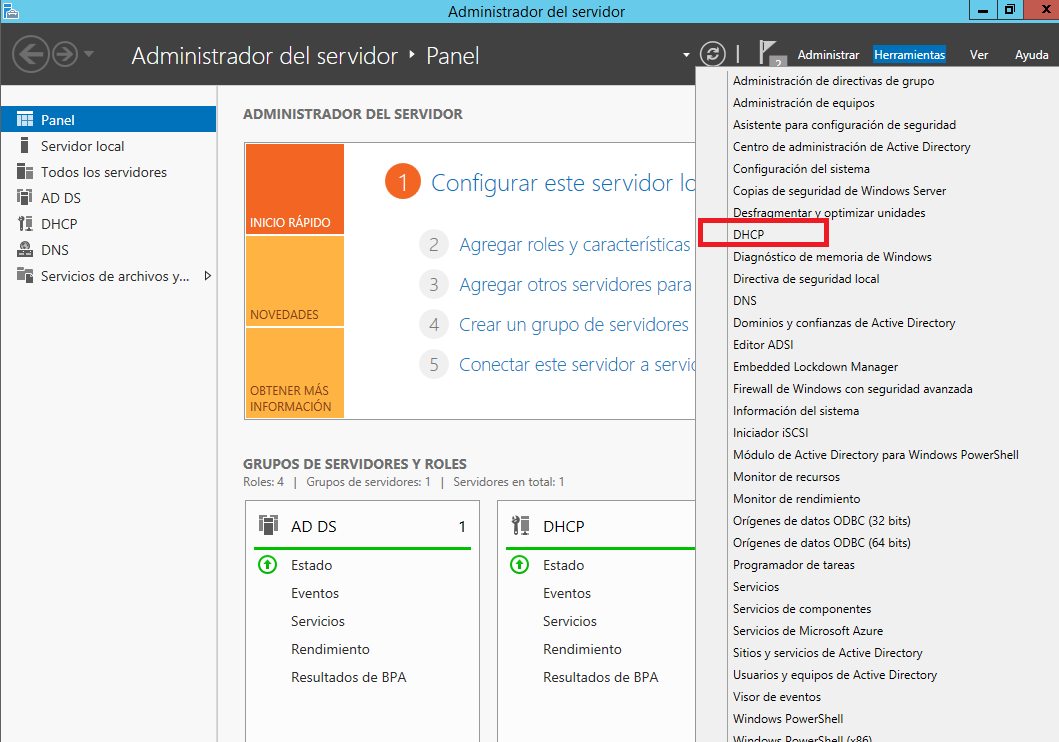 Administrador del servidor
Administrador del servidor ‣ Panel
2
Administrar
Herramientas
Ver
Ayuda
Panel
Servidor local
Todos los servidores
AD DS
DHCP
DNS
Servicios de archivos y...
ADMINISTRADOR DEL SERVIDOR
INICIO RÁPIDO
NOVEDADES
OBTENER MÁS
INFORMACIÓN
1 Configurar este servidor lo
2 Agregar roles y características
3 Agregar otros servidores para
4 Crear un grupo de servidores
5 Conectar este servidor a servic
GRUPOS DE SERVIDORES Y ROLES
Roles: 4 | Grupos de servidores: 1 | Servidores en total: 1
AD DS 1
Estado
Eventos
Servicios
Rendimiento
Resultados de BPA
DHCP
Estado
Eventos
Servicios
Rendimiento
Resultados de BPA
Administración de directivas de grupo
Administración de equipos
Asistente para configuración de seguridad
Centro de administración de Active Directory
Configuración del sistema
Copias de seguridad de Windows Server
Desfragmentar y optimizar unidades
DHCP
Diagnóstico de memoria de Windows
Directiva de seguridad local
DNS
Dominios y confianzas de Active Directory
Editor ADSI
Embedded Lockdown Manager
Firewall de Windows con seguridad avanzada
Información del sistema
Iniciador iSCSI
Módulo de Active Directory para Windows PowerShell
Monitor de recursos
Monitor de rendimiento
Orígenes de datos ODBC (32 bits)
Orígenes de datos ODBC (64 bits)
Programador de tareas
Servicios
Servicios de componentes
Servicios de Microsoft Azure
Sitios y servicios de Active Directory
Usuarios y equipos de Active Directory
Visor de eventos
Windows PowerShell
Windows PowerShell (x86)